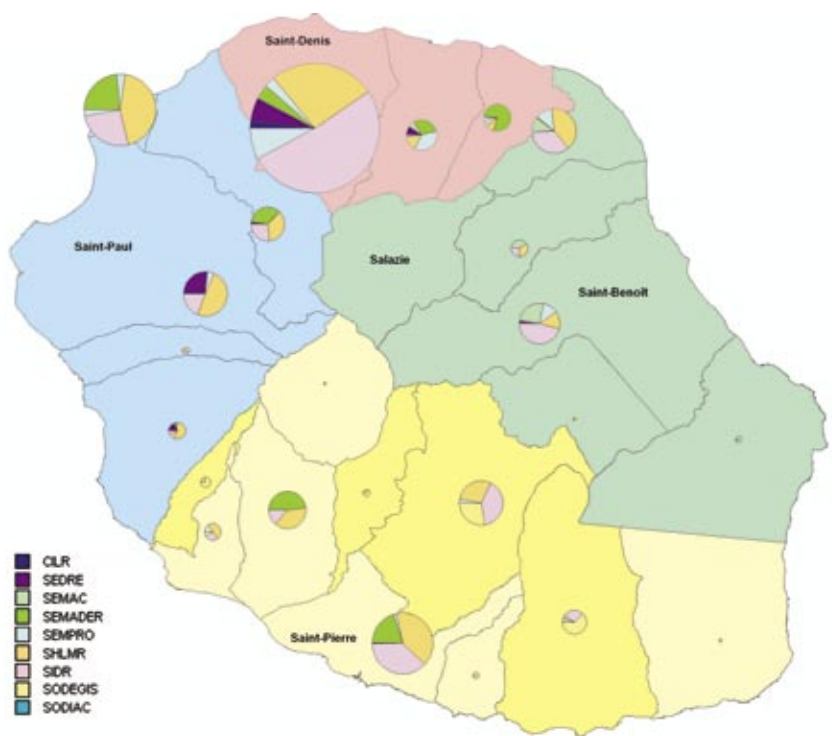 Saint-Denis
Saint-Paul
Salazie
Saint-Benoît
Saint-Pierre
CILR
SEDRE
SEMAC
SEMADER
SEMPRO
SHLMR
SIDR
SODEGIS
SODIAC